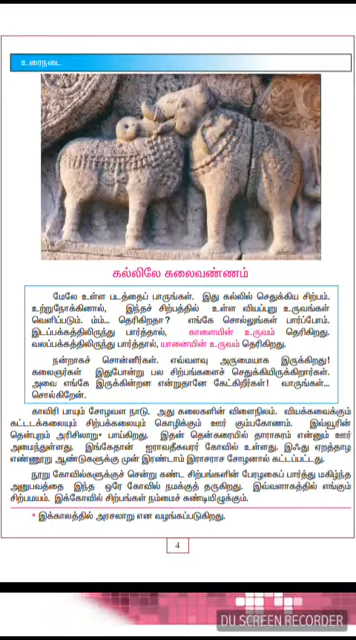 உரைநடை
கல்லிலே கலைவண்ணம்
மேலே உள்ள படத்தைப் பாருங்கள். இது கல்லில் செதுக்கிய சிற்பம்.
உற்றுநோக்கினால், இந்தச் சிற்பத்தில் உள்ள வியப்பூறு உருவங்கள்
வெளிப்படும். ம்ம்... தெரிகிறதா? எங்கே சொல்லுங்கள் பார்ப்போம்.
இடப்பக்கத்திலிருந்து பார்த்தால், காளையின் உருவம் தெரிகிறது.
வலப்பக்கத்திலிருந்து பார்த்தால், யானையின் உருவம் தெரிகிறது.
நன்றாகச் சொன்னீர்கள். எவ்வளவு அருமையாக இருக்கிறது!
கலைஞர்கள் இதுபோன்று பல சிற்பங்களைச் செதுக்கியிருக்கிறார்கள்.
அவை எங்கே இருக்கின்றன என்றுதானே கேட்கிறீர்கள்! வாருங்கள்...
சொல்கிறேன்.
காவிரி பாயும் சோழவள நாடு. அது கலைகளின் விளைநிலம். வியக்கவைக்கும்
கட்டடக்கலையும் சிற்பக்கலையும் கொழிக்கும் ஊர் கும்பகோணம். இவ்வூரின்
தென்புறம் அரிசிலாறு* பாய்கிறது. இதன் தென்கரையில் தாராசுரம் என்னும் ஊர்
அமைந்துள்ளது. இங்கேதான் ஐராவதீசுவரர் கோவில் உள்ளது. இஃது ஏறத்தாழ
எண்ணூறு ஆண்டுகளுக்கு முன் இரண்டாம் இராசராச சோழனால் கட்டப்பட்டது.
நூறு கோவில்களுக்குச் சென்று கண்ட சிற்பங்களின் பேரழகைப் பார்த்து மகிழ்ந்த
அனுபவத்தை இந்த ஒரே கோவில் நமக்குத் தருகிறது. இவ்வளாகத்தில் எங்கும்
சிற்பமயம். இக்கோவில் சிற்பங்கள் நம்மைச் சுண்டியிழுக்கும்.
* இக்காலத்தில் அரசலாறு என வழங்கப்படுகிறது.
4
DU SCREEN RECORDER